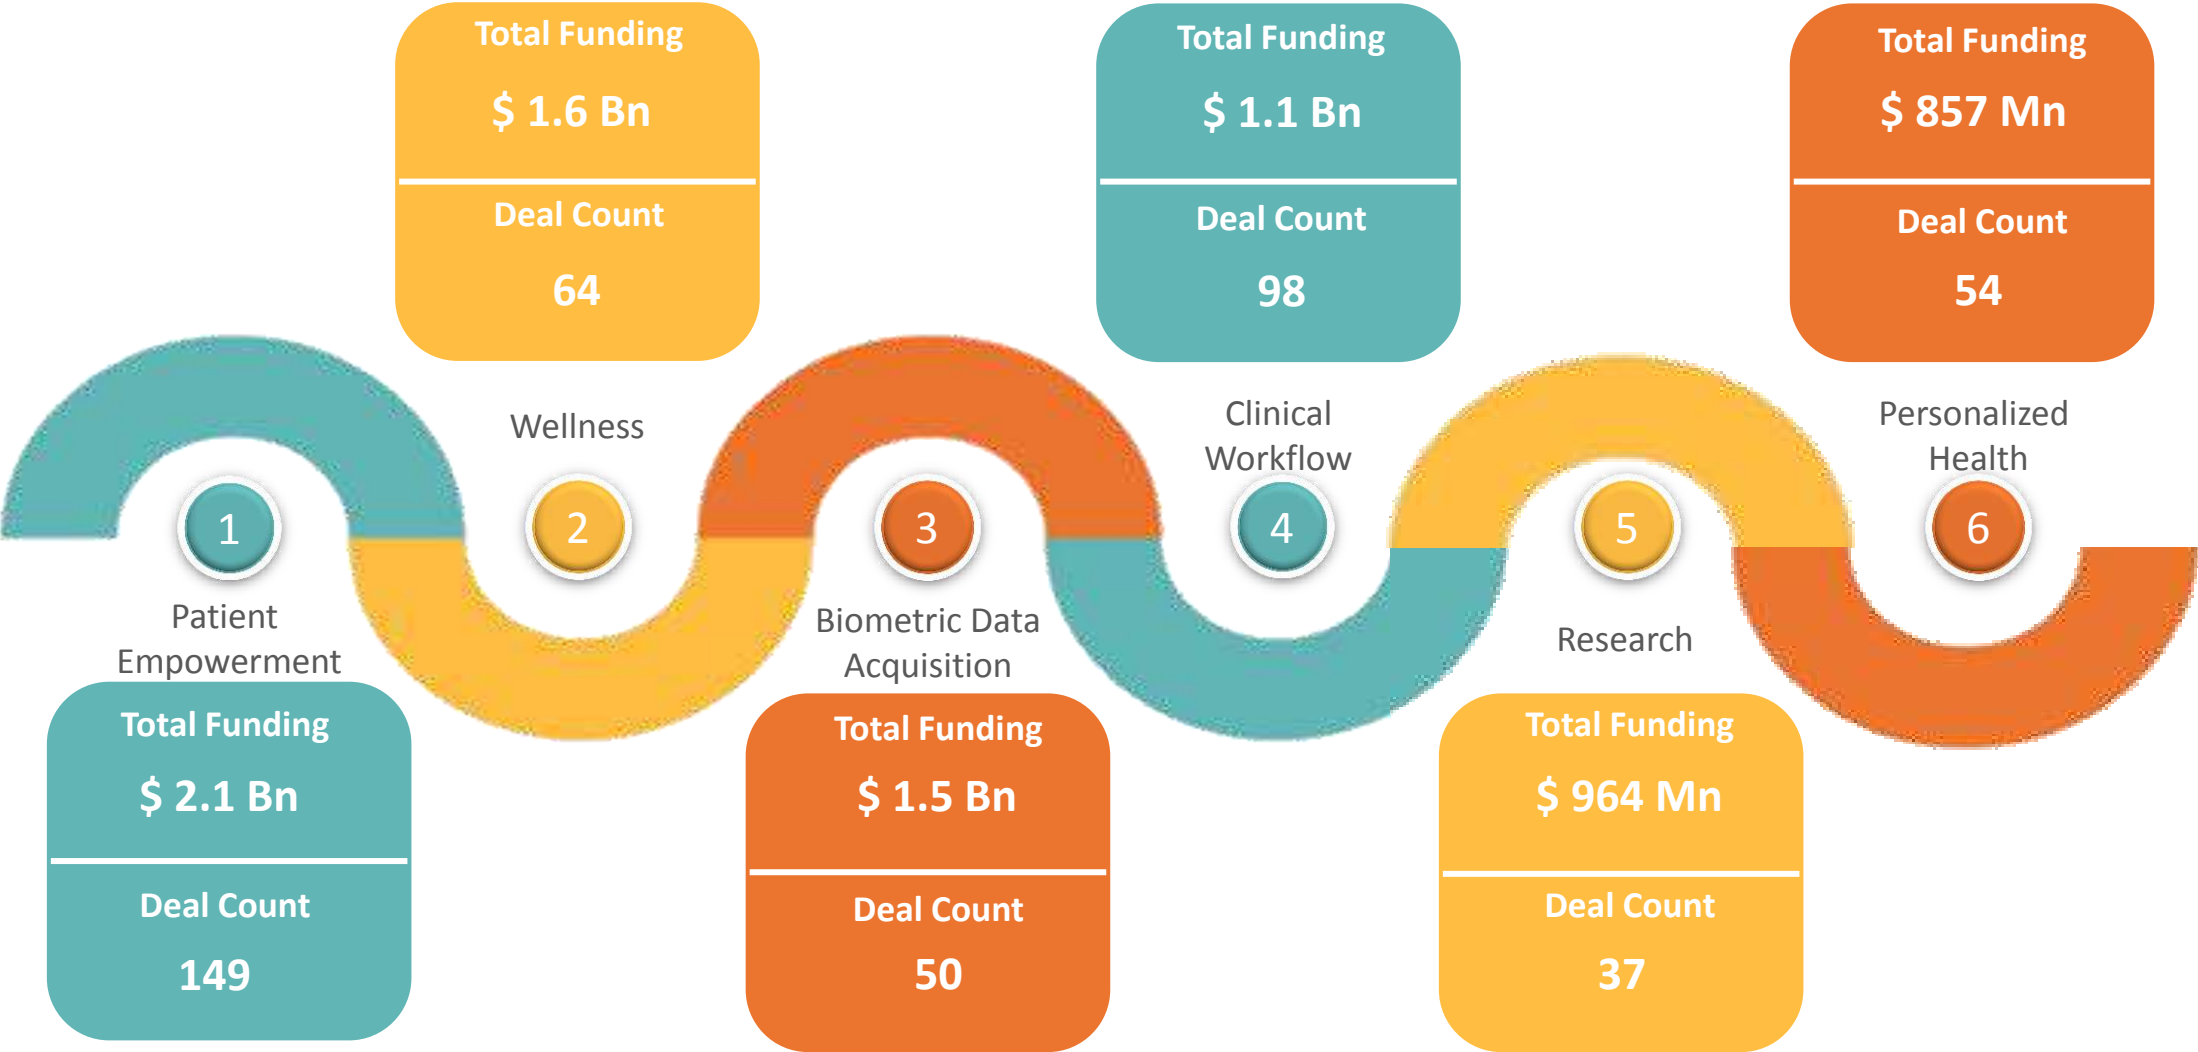 1
Patient
Empowerment
Total Funding
$ 2.1 Bn
Deal Count
149
Total Funding
$ 1.6 Bn
Deal Count
64
Wellness
2
3
Biometric Data
Acquisition
Total Funding
$ 1.5 Bn
Deal Count
50
Total Funding
$ 1.1 Bn
Deal Count
98
Clinical
Workflow
4
5
Research
Total Funding
$ 964 Mn
Deal Count
37
Total Funding
$ 857 Mn
Deal Count
54
Personalized
Health
6